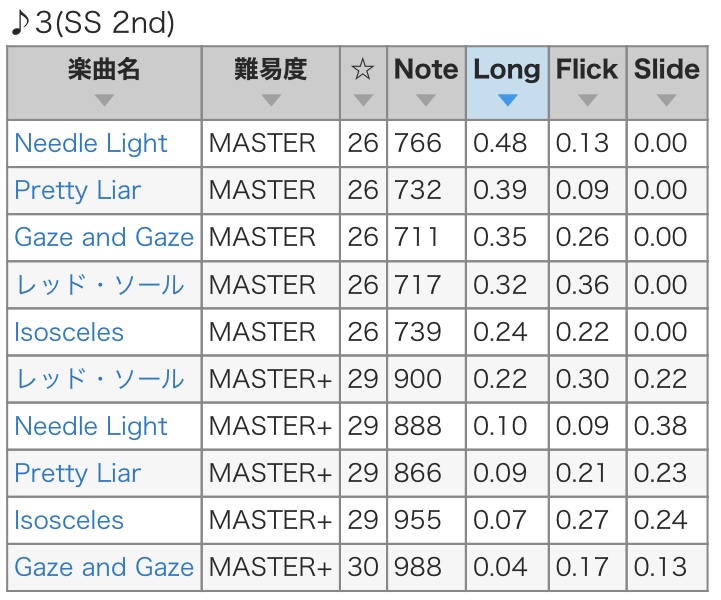 ♪3(SS 2nd)
楽曲名 難易度 ☆ Note Long Flick Slide
Needle Light MASTER 26 766 0.48 0.13 0.00
Pretty Liar MASTER 26 732 0.39 0.09 0.00
Gaze and Gaze MASTER 26 711 0.35 0.26 0.00
レッド・ソール MASTER 26 717 0.32 0.36 0.00
Isosceles MASTER 26 739 0.24 0.22 0.00
レッド・ソール MASTER+ 29 900 0.22 0.30 0.22
Needle Light MASTER+ 29 888 0.10 0.09 0.38
Pretty Liar MASTER+ 29 866 0.09 0.21 0.23
Isosceles MASTER+ 29 955 0.07 0.27 0.24
Gaze and Gaze MASTER+ 30 988 0.04 0.17 0.13